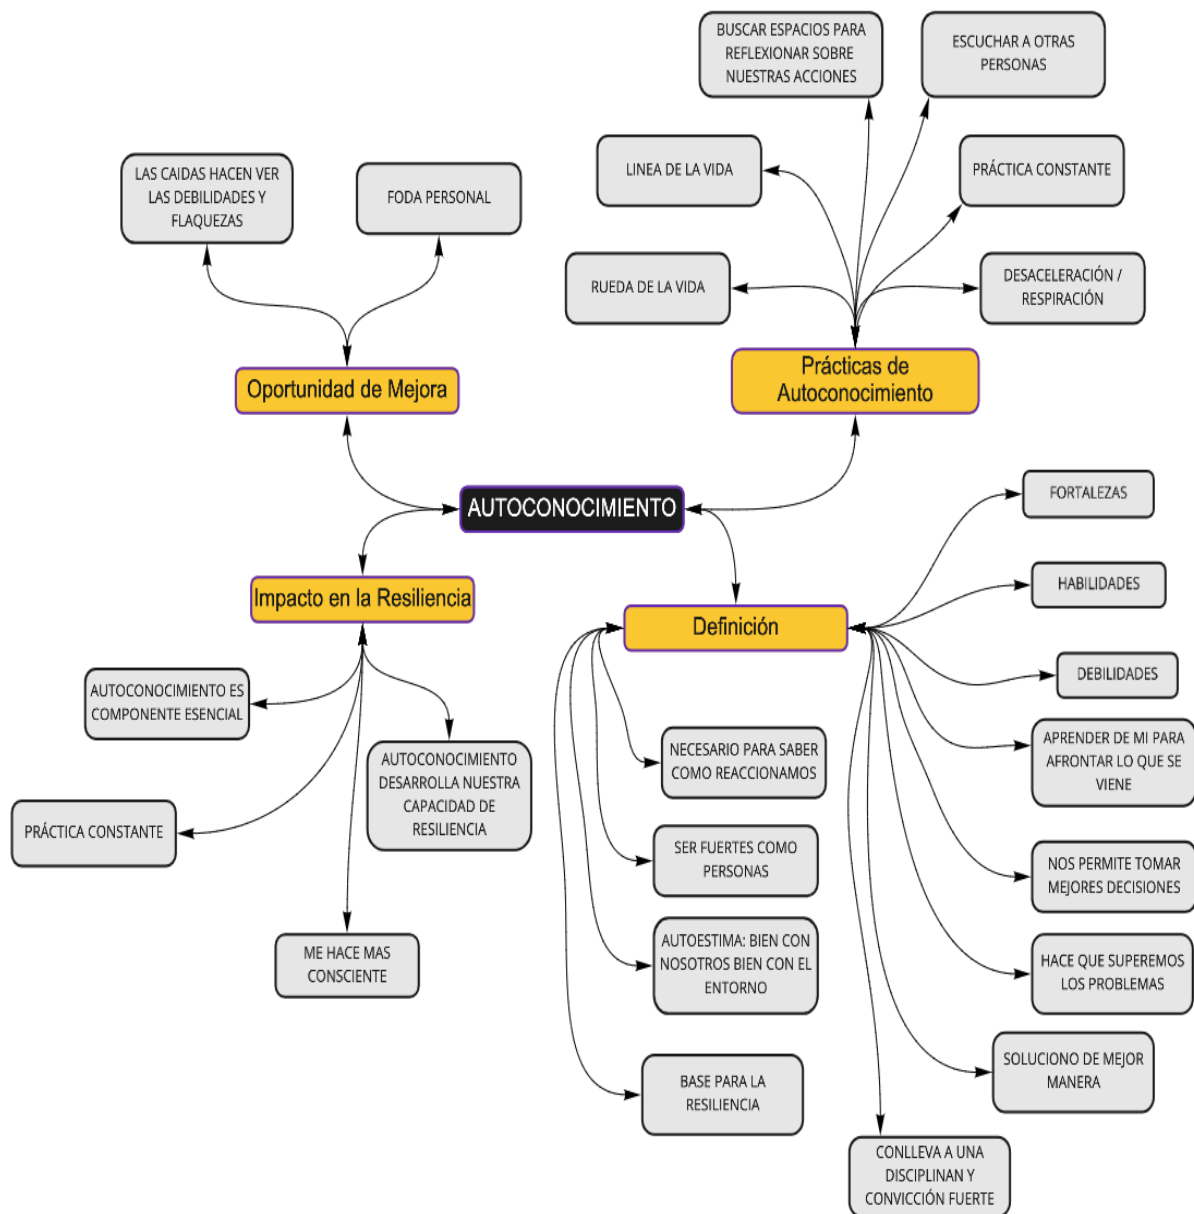 BUSCAR ESPACIOS PARA
REFLEXIONAR SOBRE
NUESTRAS ACCIONES
ESCUCHAR A OTRAS
PERSONAS
LAS CAIDAS HACEN VER
LAS DEBILIDADES Y
FLAQUEZAS
FODA PERSONAL
LINEA DE LA VIDA
PRÁCTICA CONSTANTE
RUEDA DE LA VIDA
DESACELERACIÓN /
RESPIRACIÓN
Oportunidad de Mejora
Prácticas de
Autoconocimiento
AUTOCONOCIMIENTO
FORTALEZAS
Impacto en la Resiliencia
HABILIDADES
Definición
DEBILIDADES
AUTOCONOCIMIENTO ES
COMPONENTE ESENCIAL
AUTOCONOCIMIENTO
DESARROLLA NUESTRA
CAPACIDAD DE
RESILIENCIA
NECESARIO PARA SABER
COMO REACCIONAMOS
APRENDER DE MI PARA
AFRONTAR LO QUE SE
VIENE
PRÁCTICA CONSTANTE
SER FUERTES COMO
PERSONAS
NOS PERMITE TOMAR
MEJORES DECISIONES
ME HACE MAS
CONSCIENTE
AUTOESTIMA: BIEN CON
NOSOTROS BIEN CON EL
ENTORNO
HACE QUE SUPEREMOS
LOS PROBLEMAS
BASE PARA LA
RESILIENCIA
SOLUCIONO DE MEJOR
MANERA
CONLLEVA A UNA
DISCIPLINAN Y
CONVICCIÓN FUERTE